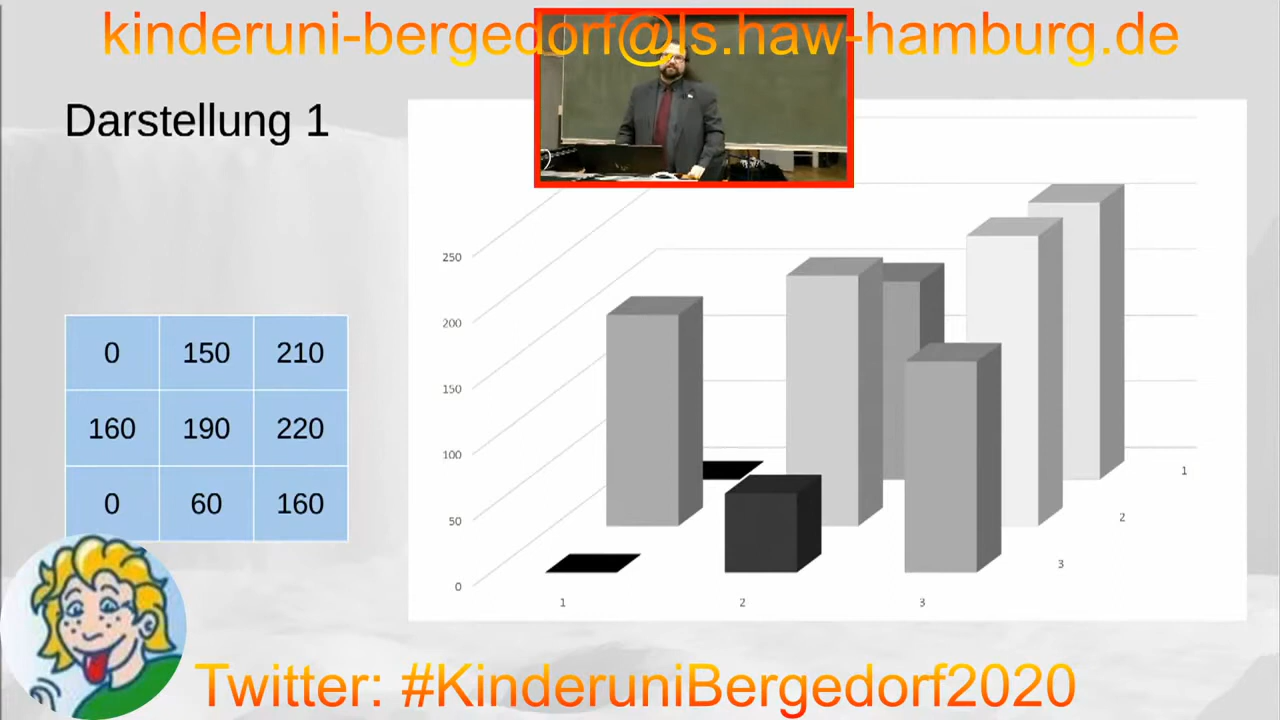 kinderuni-bergedorf@ls.haw-hamburg.de
Darstellung 1
0 150 210
160 190 220
0 60 160
250
200
150
100
50
0
1
2
3
1
2
3
Twitter: #KinderuniBergedorf2020